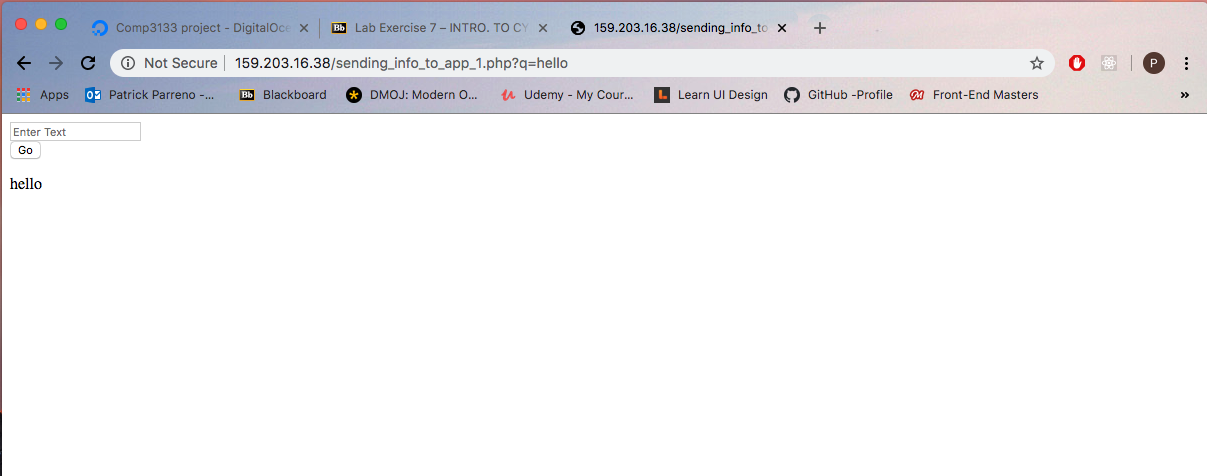 Comp3133 project - DigitalOce
Lab Exercise 7 – INTRO. TO CY
159.203.16.38/sending_info_to
Not Secure 159.203.16.38/sending_info_to_app_1.php?q=hello
P
Apps Patrick Parreno -... Bb Blackboard DMOJ: Modern O... Udemy - My Cour... Learn UI Design GitHub -Profile Front-End Masters »
Enter Text
Go
hello